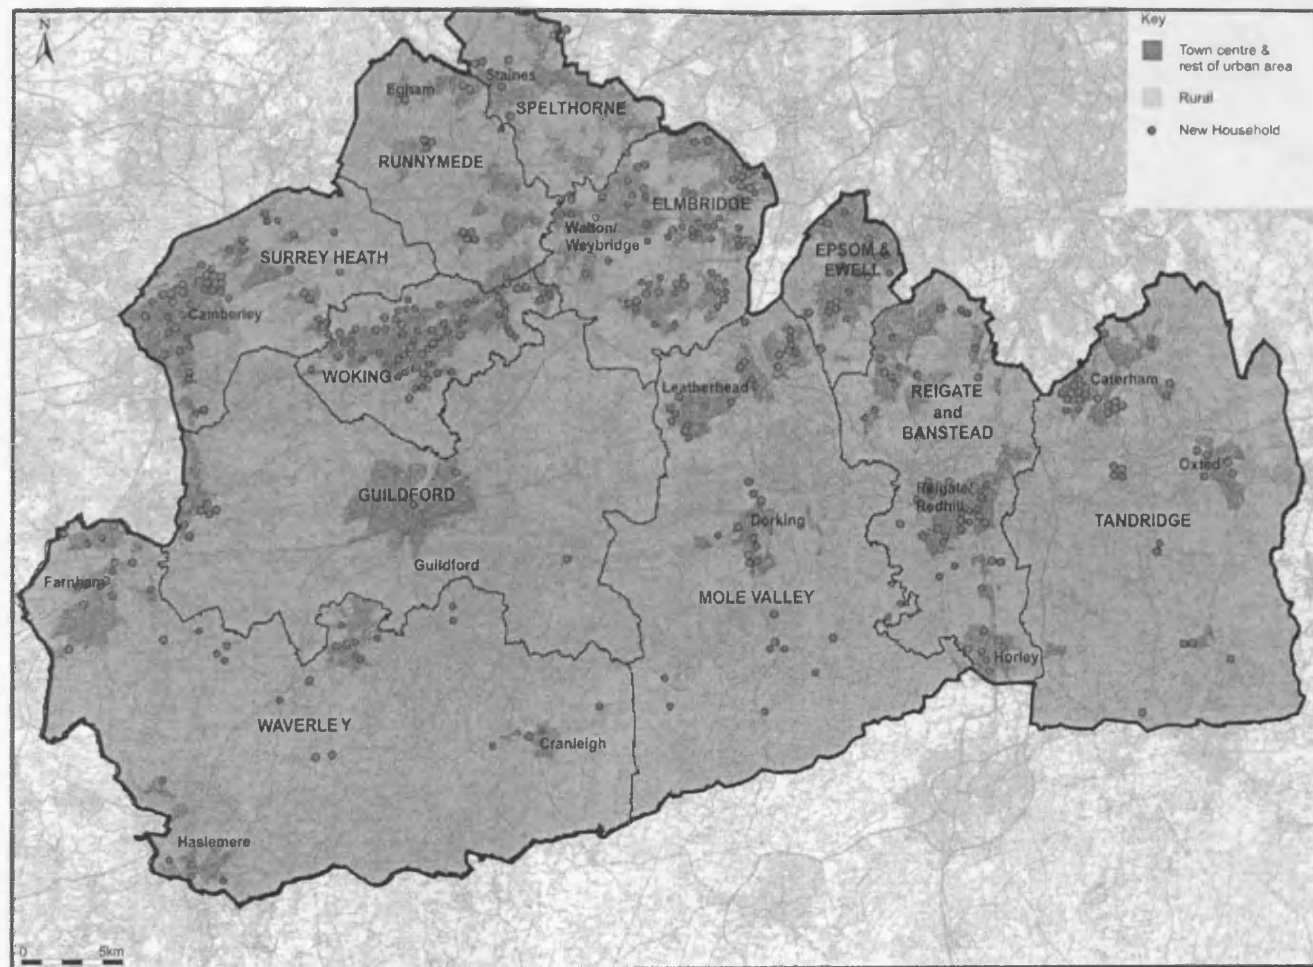 N
Key
Town centre &
rest of urban area
Rural
New Household
Staines
Egham
SPELTHORNE
RUNNYMEDE
ELMBRIDGE
Walton/
Weybridge
SURREY HEATH
EPSOM &
EWELL
Camberley
WOKING
Leatherhead
Caterham
REIGATE
and
BANSTEAD
Oxted
GUILDFORD
Reigate/
Redhill
Dorking
TANDRIDGE
Guildford
Farnham
MOLE VALLEY
Horley
WAVERLEY
Cranleigh
Haslemere
0 5km